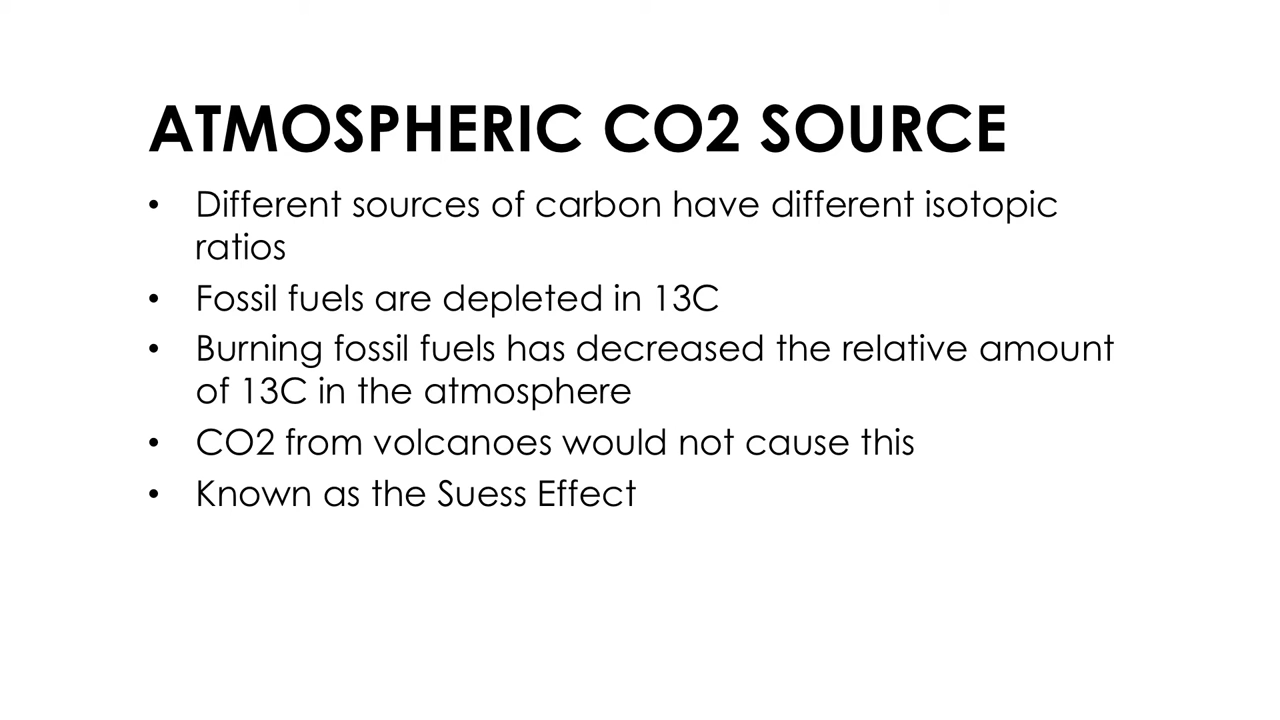 ATMOSPHERIC CO2 SOURCE
• Different sources of carbon have different isotopic
ratios
• Fossil fuels are depleted in 13C
• Burning fossil fuels has decreased the relative amount
of 13C in the atmosphere
• CO2 from volcanoes would not cause this
• Known as the Suess Effect